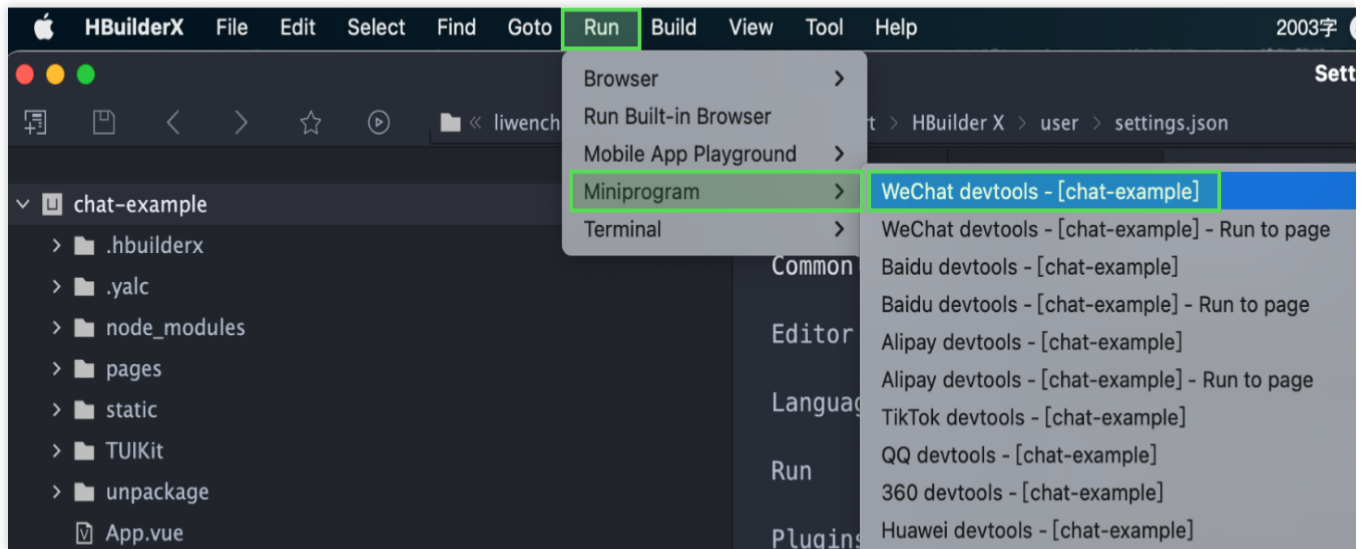 HBuilderX File Edit Select Find Goto Run Build View Tool Help 2003字
Browser
Run Built-in Browser
Mobile App Playground
Miniprogram
Terminal
liwench
HBuilder X > user > settings.json
chat-example
.hbuilderx
.yalc
node_modules
pages
static
TUIKit
unpackage
App.vue
Common
Editor
Run
Plugins
WeChat devtools - [chat-example]
WeChat devtools - [chat-example] - Run to page
Baidu devtools - [chat-example]
Baidu devtools - [chat-example] - Run to page
Alipay devtools - [chat-example]
Alipay devtools - [chat-example] - Run to page
TikTok devtools - [chat-example]
QQ devtools - [chat-example]
360 devtools - [chat-example]
Huawei devtools - [chat-example]